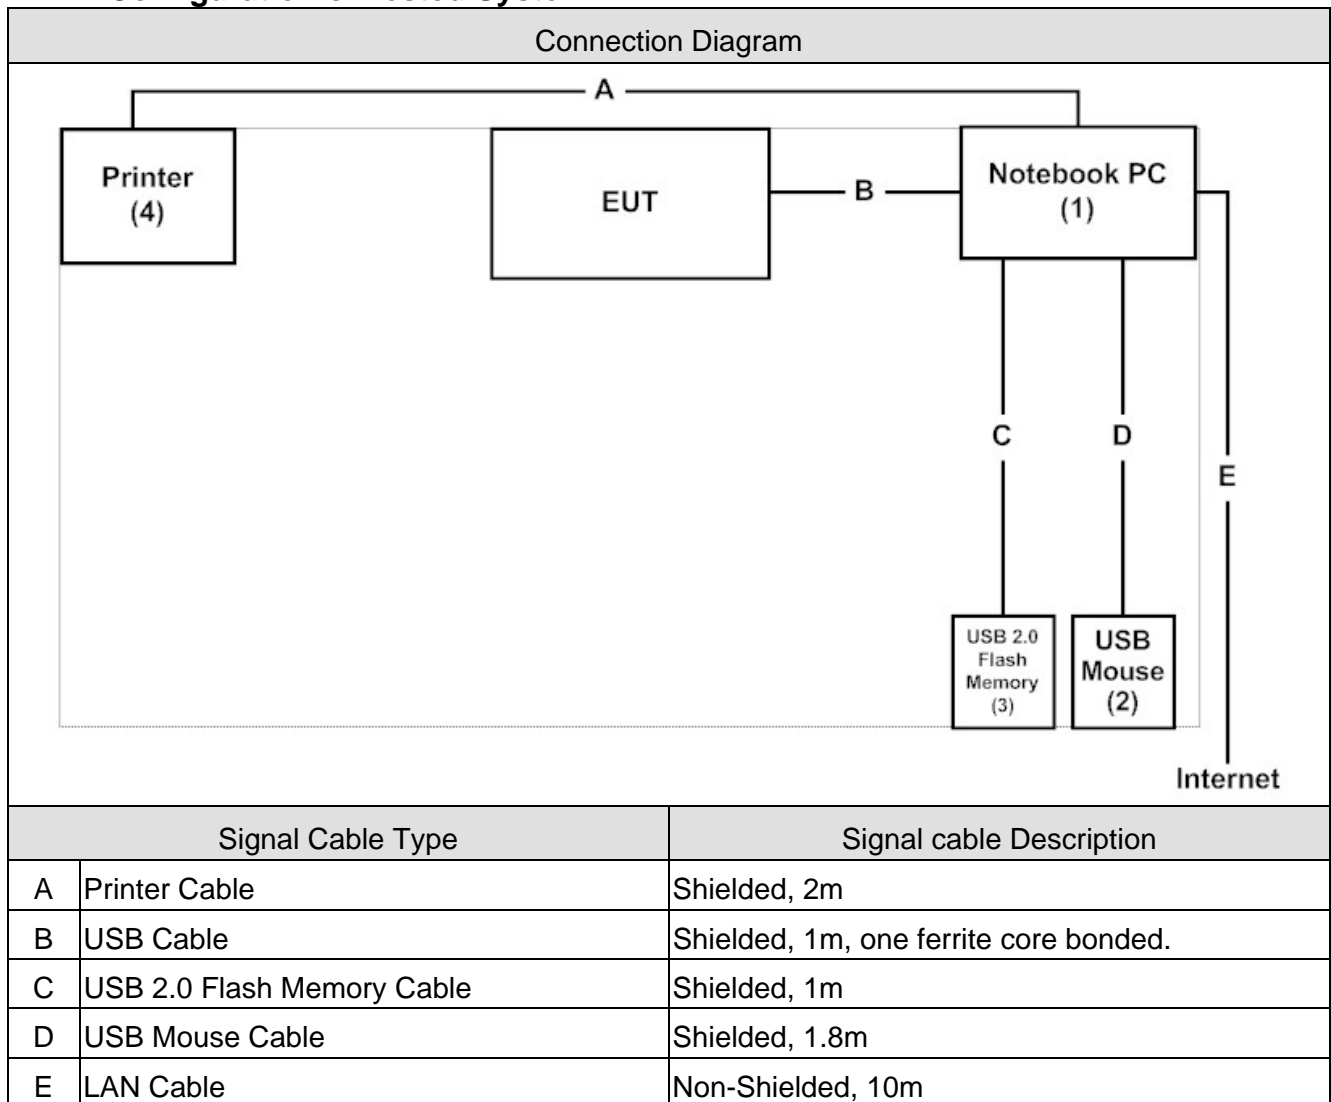 Connection Diagram
A
Printer
(4)
EUT
B
Notebook PC
(1)
C
D
E
USB 2.0
Flash
Memory
(3)
USB
Mouse
(2)
Internet
Signal Cable Type Signal cable Description
A Printer Cable Shielded, 2m
B USB Cable Shielded, 1m, one ferrite core bonded.
C USB 2.0 Flash Memory Cable Shielded, 1m
D USB Mouse Cable Shielded, 1.8m
E LAN Cable Non-Shielded, 10m